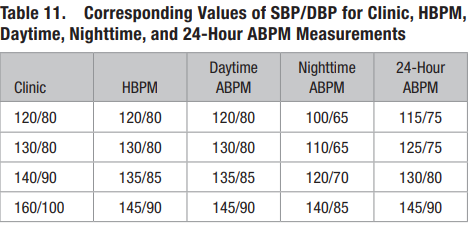 Table 11. Corresponding Values of SBP/DBP for Clinic, HBPM,
Daytime, Nighttime, and 24-Hour ABPM Measurements
Clinic HBPM Daytime ABPM Nighttime ABPM 24-Hour ABPM
120/80 120/80 120/80 100/65 115/75
130/80 130/80 130/80 110/65 125/75
140/90 135/85 135/85 120/70 130/80
160/100 145/90 145/90 140/85 145/90